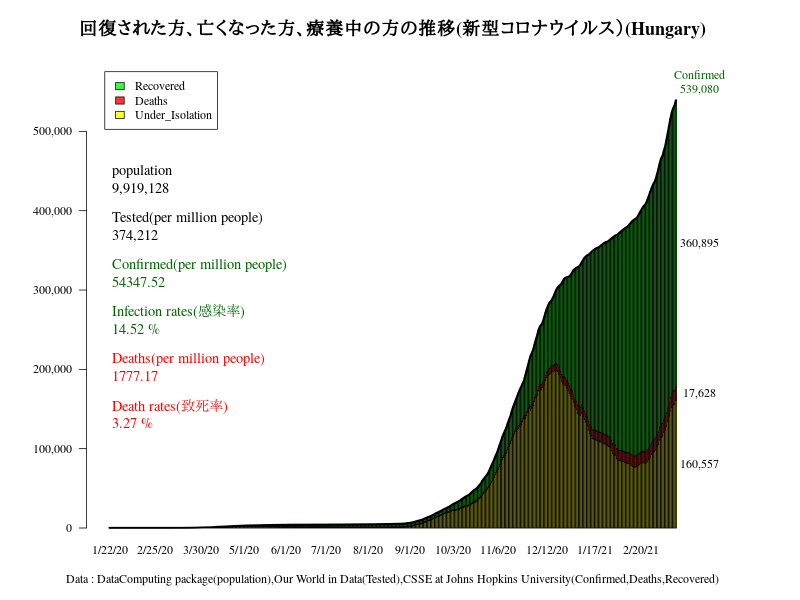 回復された方、亡くなった方、療養中の方の推移(新型コロナウイルス）(Hungary)
Confirmed
539,080
Recovered
Deaths
Under_Isolation
500,000
400,000
300,000
200,000
100,000
0
population
9,919,128
Tested(per million people)
374,212
Confirmed(per million people)
54347.52
Infection rates(感染率)
14.52 %
Deaths(per million people)
1777.17
Death rates(致死率)
3.27 %
360,895
17,628
160,557
1/22/20 2/25/20 3/30/20 5/1/20 6/1/20 7/1/20 8/1/20 9/1/20 10/3/20 11/6/20 12/12/20 1/17/21 2/20/21
Data : DataComputing package(population),Our World in Data(Tested),CSSE at Johns Hopkins University(Confirmed,Deaths,Recovered)